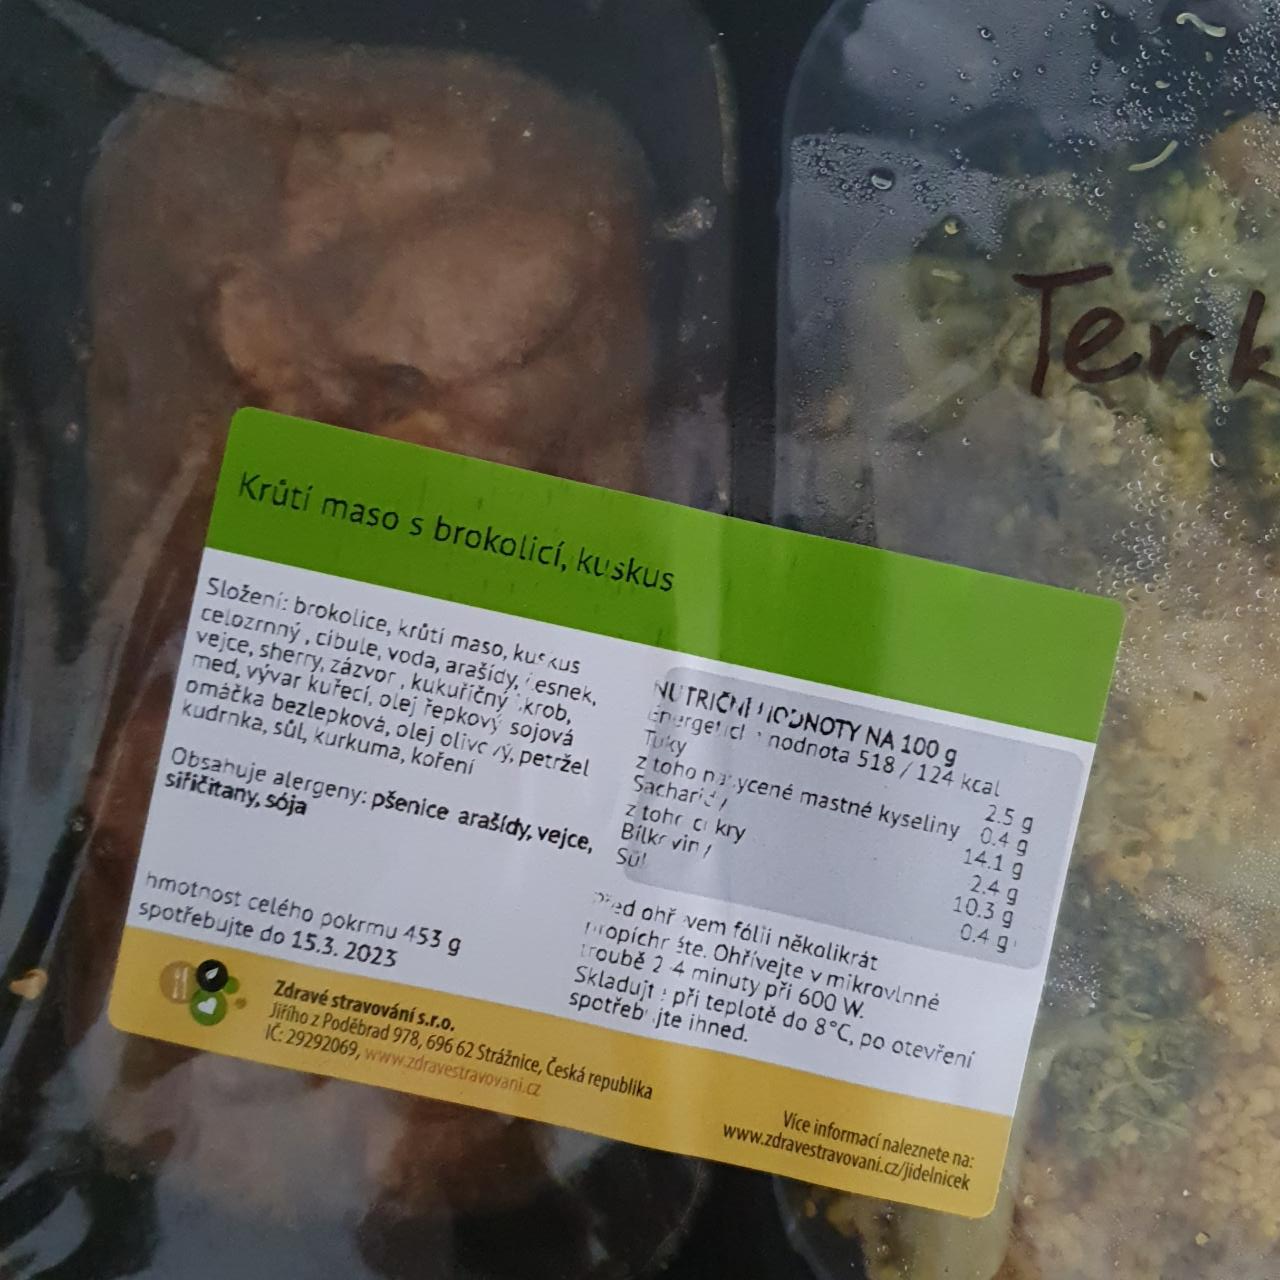 Terk
Krůtí maso s brokolicí, kuskus
Složení: brokolice, krůtí maso, kuskus
celozrnný , cibule, voda, arašídy, česnek,
vejce, sherry, zázvor , kukuřičný škrob,
med, vývar kuřecí, olej řepkový sojová
omáčka bezlepková, olej olivový, petržel
kudrnka, sůl, kurkuma, koření
Obsahuje alergeny: pšenice arašídy, vejce,
siřičitany, sója
hmotnost celého pokrmu 453 g
spotřebujte do 15.3. 2023
NUTRIČNÍ HODNOTY NA 100 g
Energetická hodnota 518 / 124 kcal
Tuky 2.5 g
z toho nasycené mastné kyseliny 0.4 g
Sacharidy 14.1 g
z toho cukry 2.4 g
Bílkoviny 10.3 g
Sůl 0.4 g
před ohřevem fólii několikrát
propíchněte. Ohřívejte v mikrovlnné
troubě 2-4 minuty při 600 W.
Skladujte při teplotě do 8°C, po otevření
spotřebujte ihned.
Zdravé stravování s.r.o.
Jiřího z Poděbrad 978, 696 62 Strážnice, Česká republika
IČ: 29292069, www.zdravestravovani.cz
Více informací naleznete na:
www.zdravestravovani.cz/jidelnicek